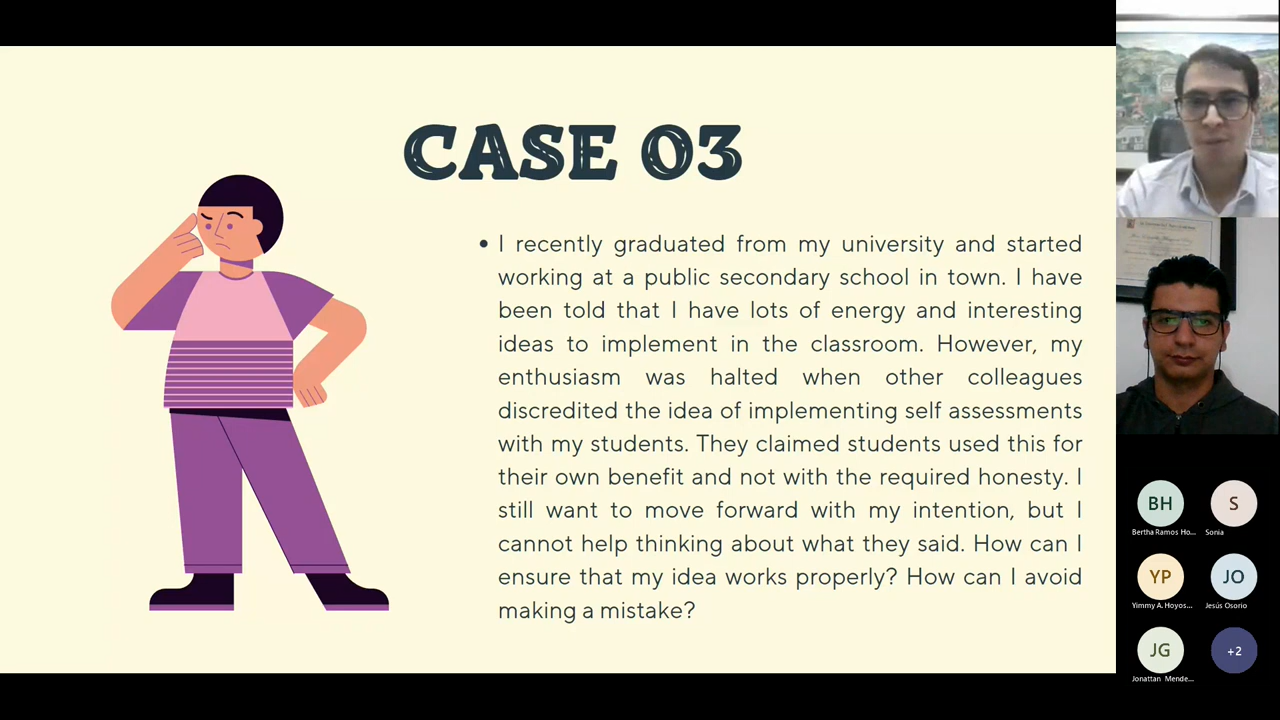 CASE 03
• I recently graduated from my university and started
working at a public secondary school in town. I have
been told that I have lots of energy and interesting
ideas to implement in the classroom. However, my
enthusiasm was halted when other colleagues
discredited the idea of implementing self assessments
with my students. They claimed students used this for
their own benefit and not with the required honesty. I
still want to move forward with my intention, but I
cannot help thinking about what they said. How can I
ensure that my idea works properly? How can I avoid
making a mistake?
BH
S
Bertha Ramos Ho...
Sonia
YP
JO
Yimmy A. Hoyos...
Jesús Osorio
JG
+2
Jonattan Mende...